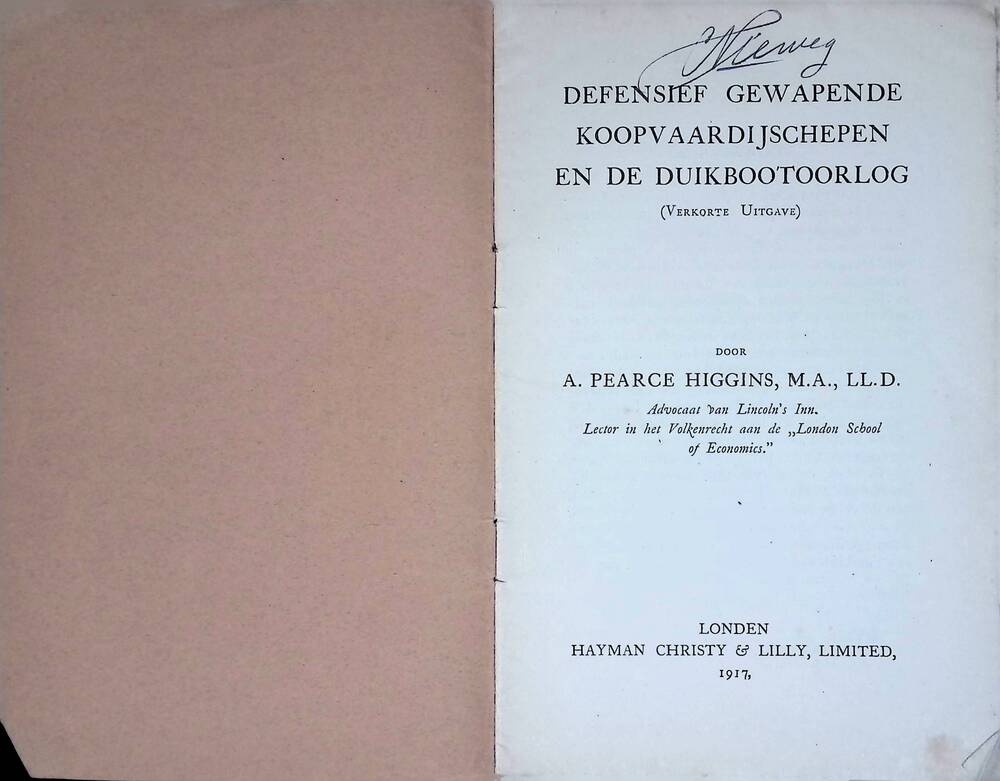 Nieweg
DEFENSIEF GEWAPENDE
KOOPVAARDIJSCHEPEN
EN DE DUIKBOOTOORLOG
(Verkorte Uitgave)
DOOR
A. PEARCE HIGGINS, M.A., LL.D.
Advocaat van Lincoln's Inn.
Lector in het Volkenrecht aan de „London School
of Economics."
LONDEN
HAYMAN CHRISTY & LILLY, LIMITED,
1917,